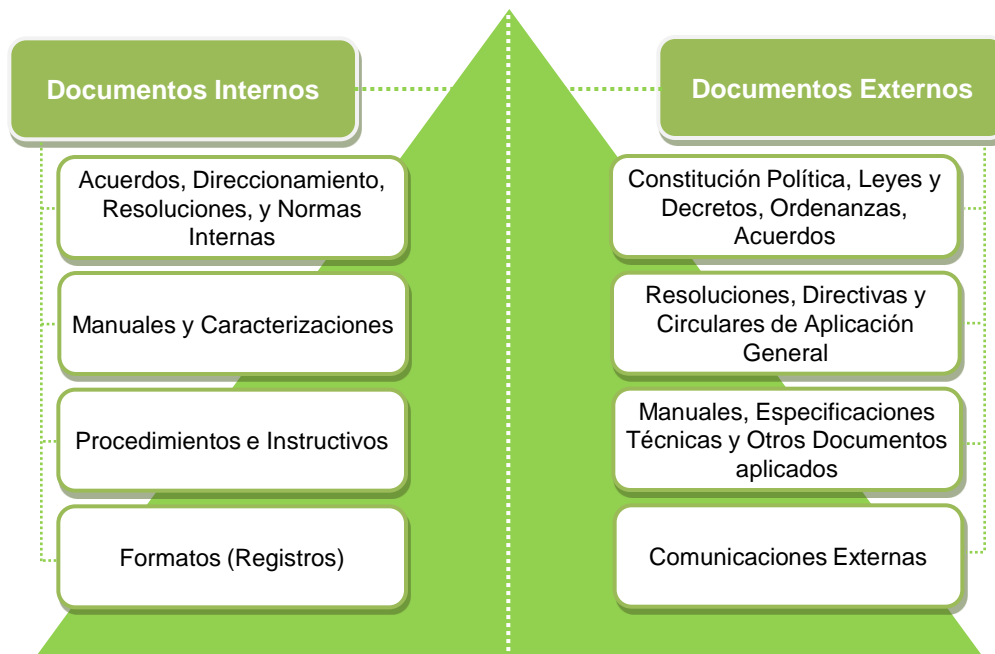 Documentos Internos
Acuerdos, Direccionamiento,
Resoluciones, y Normas
Internas
Manuales y Caracterizaciones
Procedimientos e Instructivos
Formatos (Registros)
Documentos Externos
Constitución Política, Leyes y
Decretos, Ordenanzas,
Acuerdos
Resoluciones, Directivas y
Circulares de Aplicación
General
Manuales, Especificaciones
Técnicas y Otros Documentos
aplicados
Comunicaciones Externas